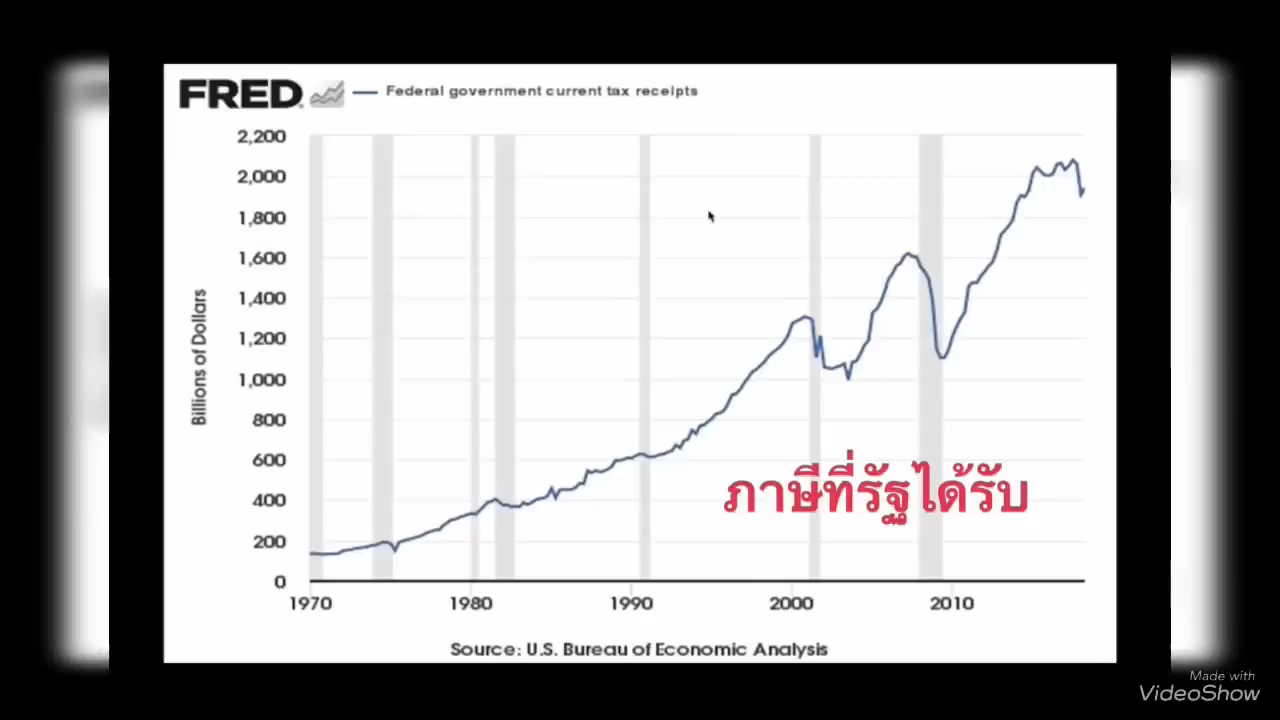 FRED
Federal government current tax receipts
2,200
2,000
1,800
1,600
1,400
1,200
1,000
800
600
400
200
0
Billions of Dollars
ภาษีที่รัฐได้รับ
1970 1980 1990 2000 2010
Source: U.S. Bureau of Economic Analysis
Made with
VideoShow